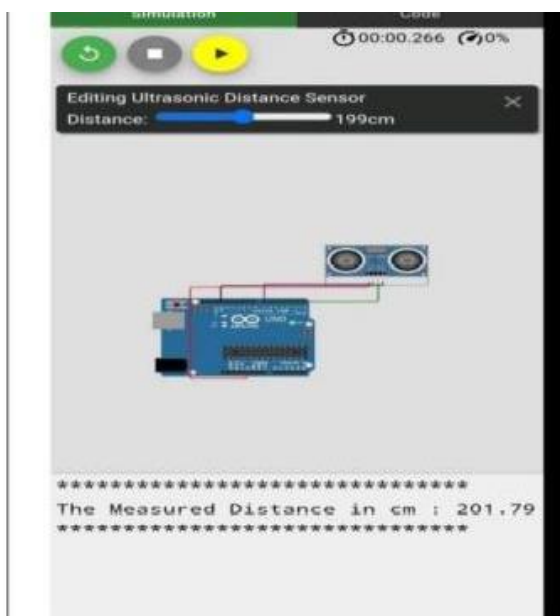 Simulation Code
00:00.266 0%
Editing Ultrasonic Distance Sensor
Distance: 199cm
UNO
********************************
The Measured Distance in cm : 201.79
********************************